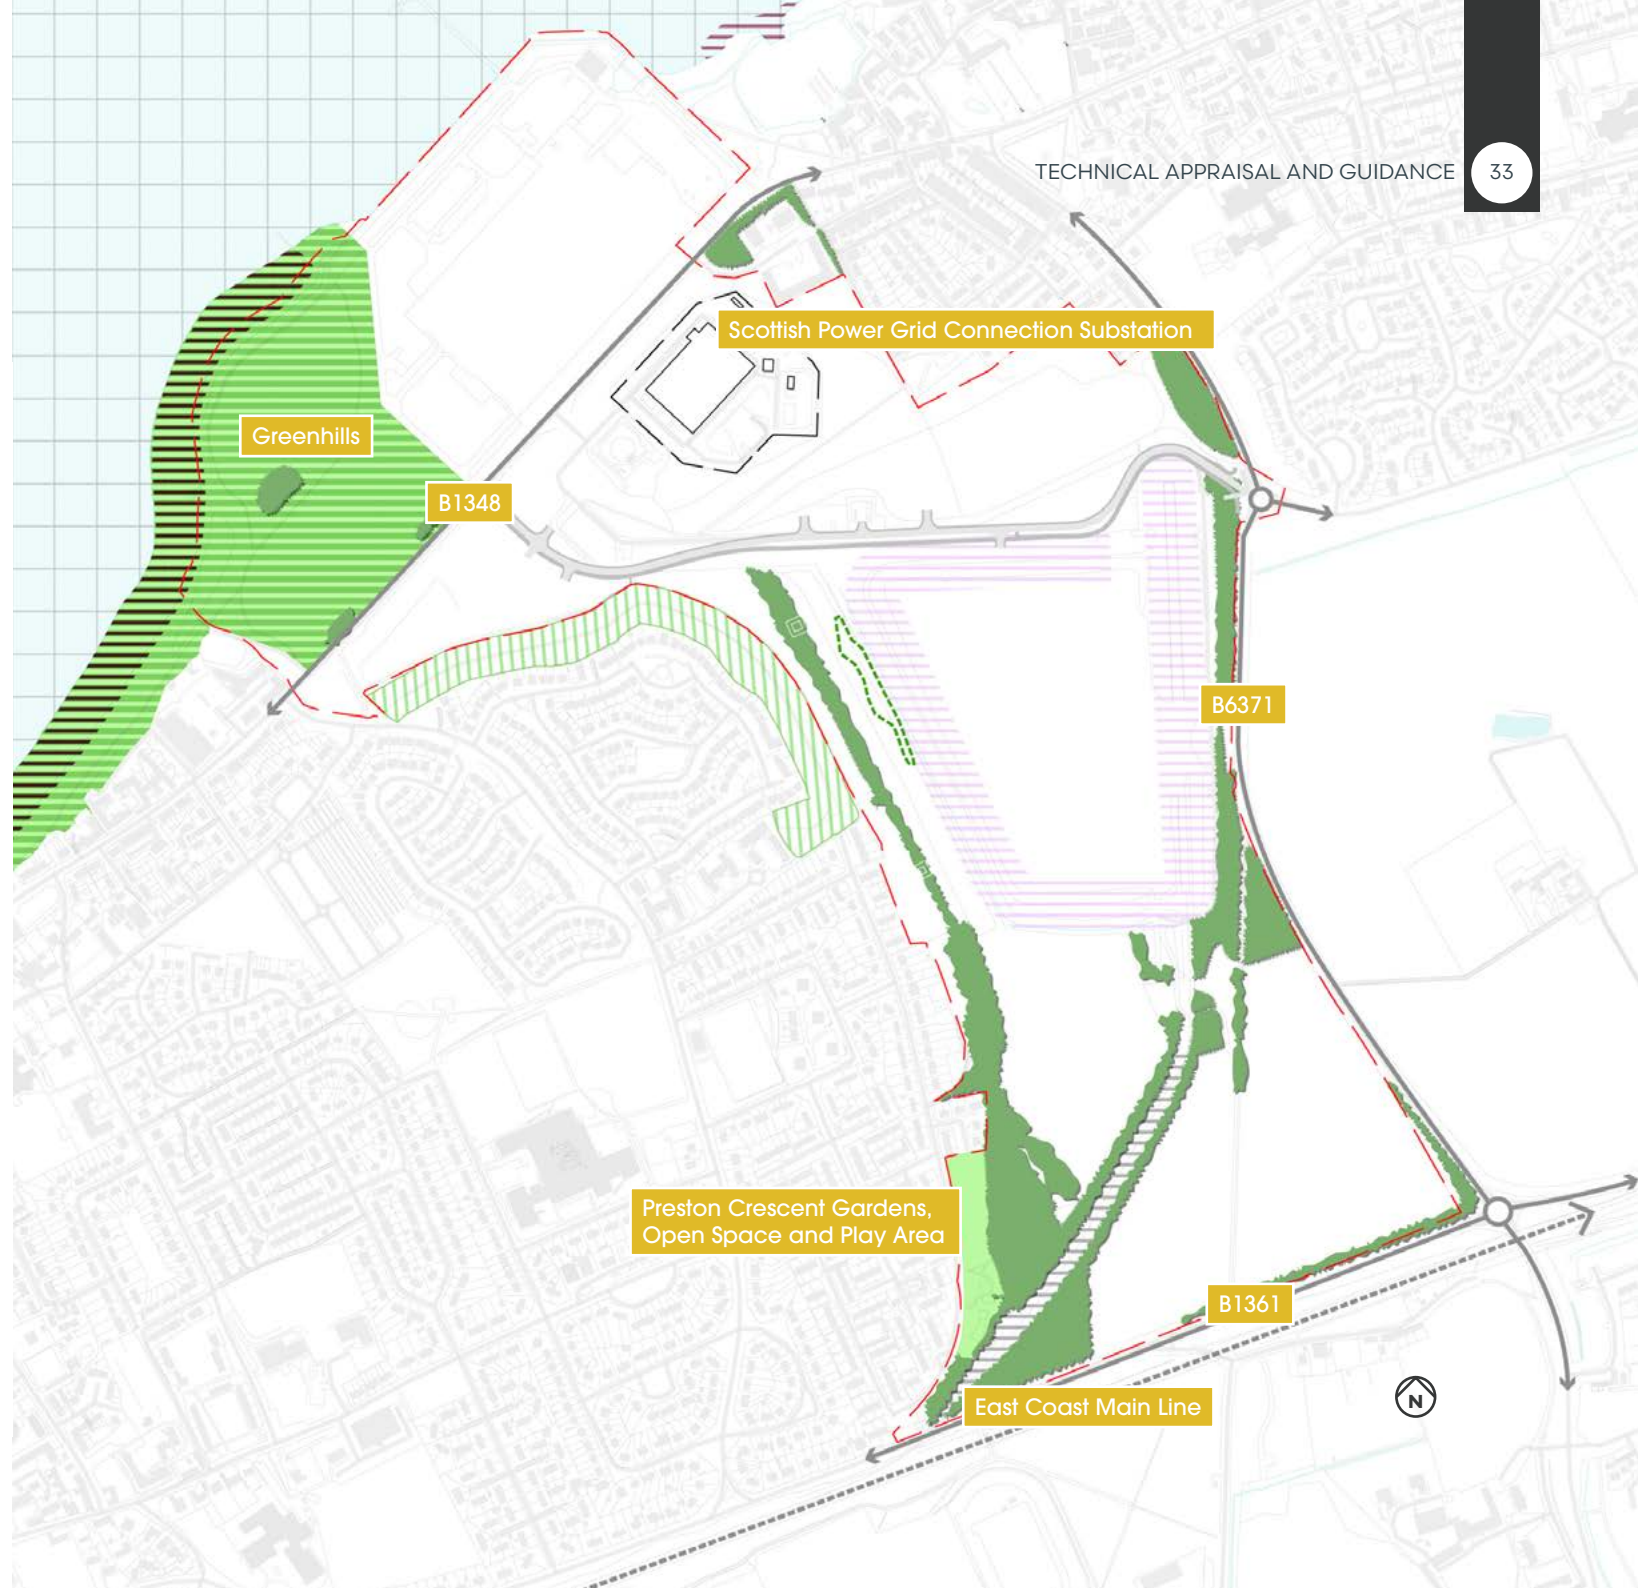 TECHNICAL APPRAISAL AND GUIDANCE 33
Scottish Power Grid Connection Substation
Greenhills
B1348
B6371
Preston Crescent Gardens,
Open Space and Play Area
B1361
East Coast Main Line
N